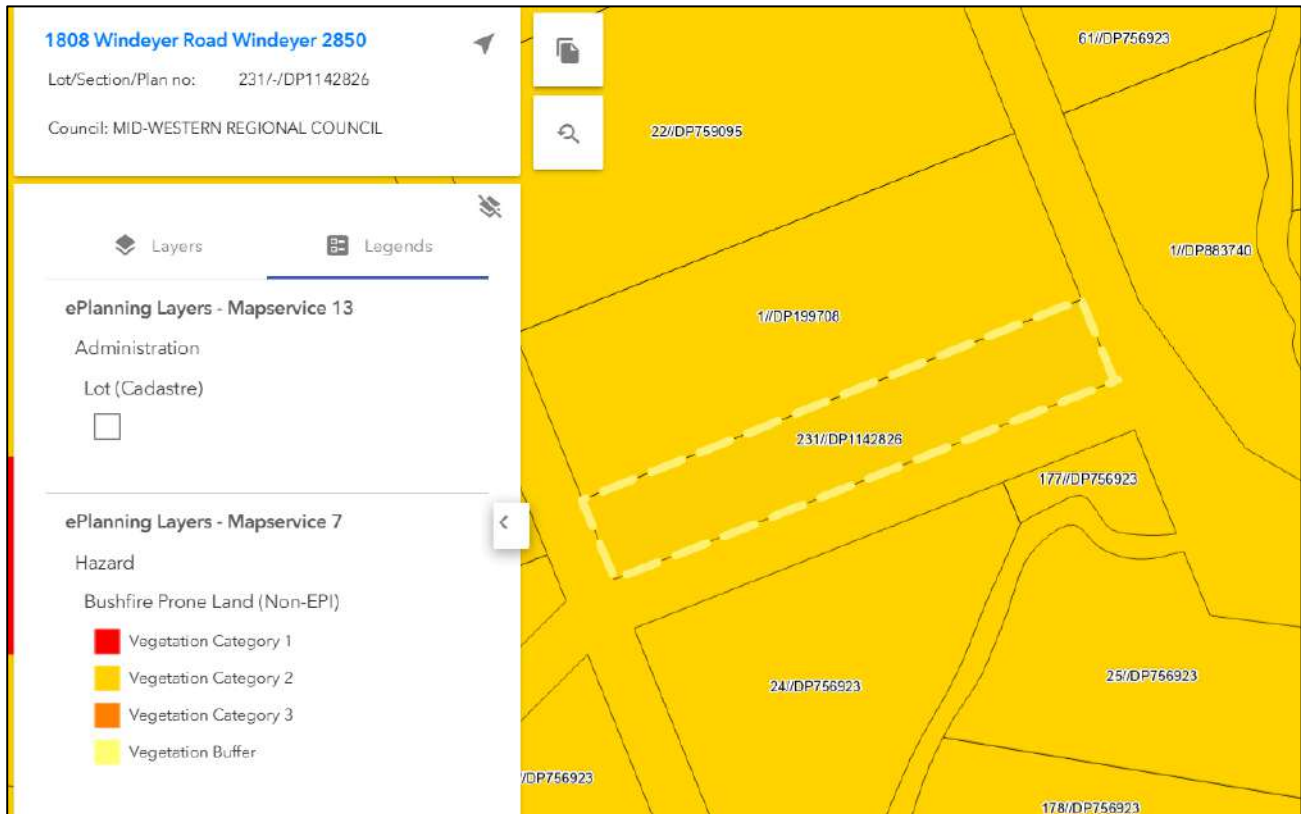 1808 Windeyer Road Windeyer 2850
Lot/Section/Plan no: 231/-/DP1142826
Council: MID-WESTERN REGIONAL COUNCIL
Layers
Legends
ePlanning Layers - Mapservice 13
Administration
Lot (Cadastre)
ePlanning Layers - Mapservice 7
Hazard
Bushfire Prone Land (Non-EPI)
Vegetation Category 1
Vegetation Category 2
Vegetation Category 3
Vegetation Buffer
61//DP756923
22//DP759095
1//DP883740
1//DP199708
231//DP1142826
177//DP756923
24//DP756923
25//DP756923
/DP756923
178//DP756923